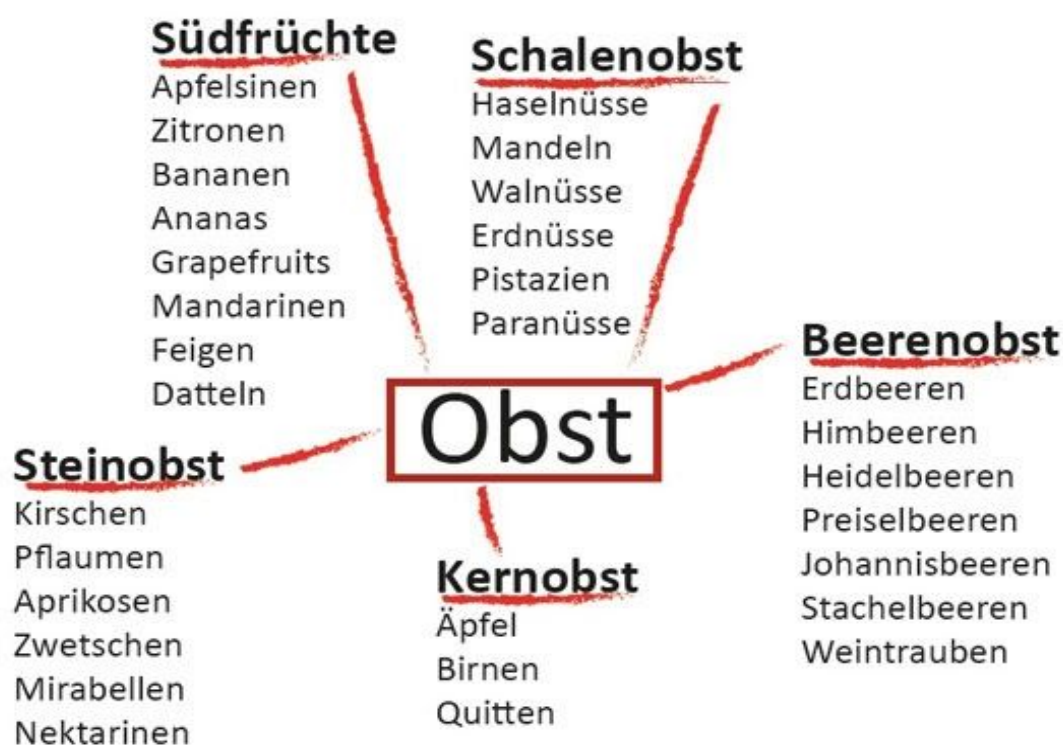 Südfrüchte
Apfelsinen
Zitronen
Bananen
Ananas
Grapefruits
Mandarinen
Feigen
Datteln
Schalenobst
Haselnüsse
Mandeln
Walnüsse
Erdnüsse
Pistazien
Paranüsse
Obst
Beerenobst
Erdbeeren
Himbeeren
Heidelbeeren
Preiselbeeren
Johannisbeeren
Stachelbeeren
Weintrauben
Steinobst
Kirschen
Pflaumen
Aprikosen
Zwetschen
Mirabellen
Nektarinen
Kernobst
Äpfel
Birnen
Quitten